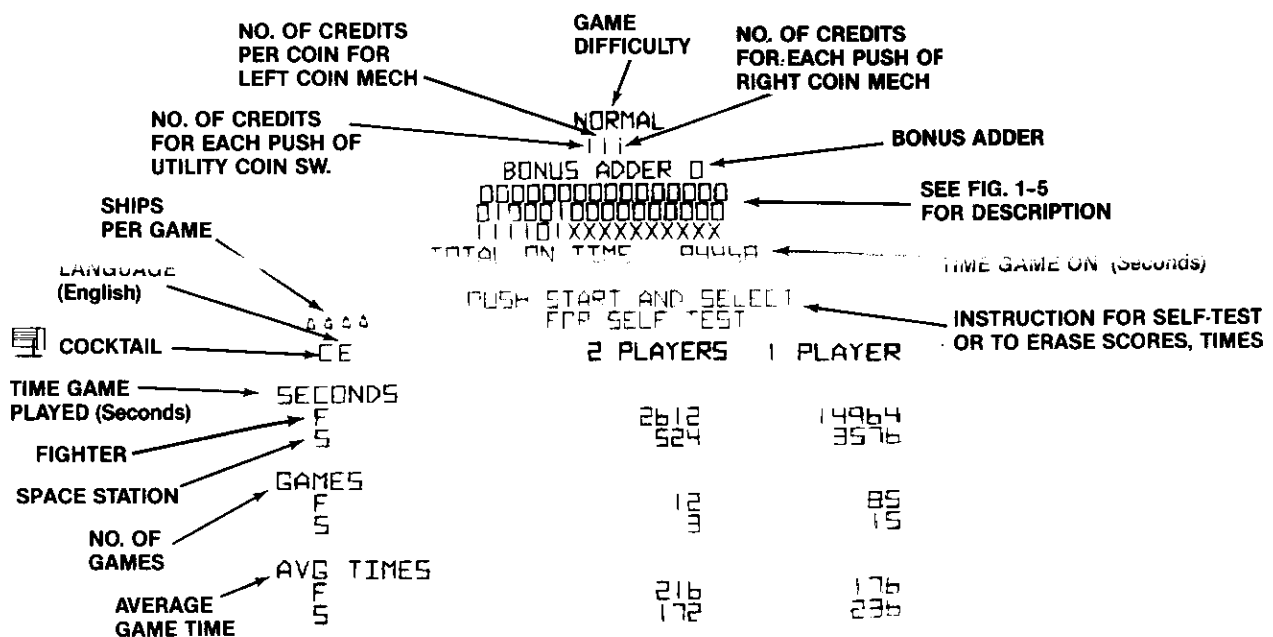 NO. OF CREDITS
PER COIN FOR
LEFT COIN MECH
GAME
DIFFICULTY
NO. OF CREDITS
FOR EACH PUSH OF
RIGHT COIN MECH
NO. OF CREDITS
FOR EACH PUSH OF
UTILITY COIN SW.
NORMAL
1 1 1
BONUS ADDER 0
BONUS ADDER
0000000000000000
0100010000000000
111101XXXXXXXXXX
SEE FIG. 1-5
FOR DESCRIPTION
TOTAL ON TIME
TIME GAME ON (Seconds)
SHIPS
PER GAME
LANGUAGE
(English)
PUSH START AND SELECT
FOR SELF TEST
INSTRUCTION FOR SELF-TEST
OR TO ERASE SCORES, TIMES
COCKTAIL
CE 2 PLAYERS 1 PLAYER
TIME GAME
PLAYED (Seconds)
SECONDS
F 2612 14964
S 524 3576
FIGHTER
SPACE STATION
GAMES
F 12 85
S 3 15
NO. OF
GAMES
AVG TIMES
F 216 176
S 172 236
AVERAGE
GAME TIME